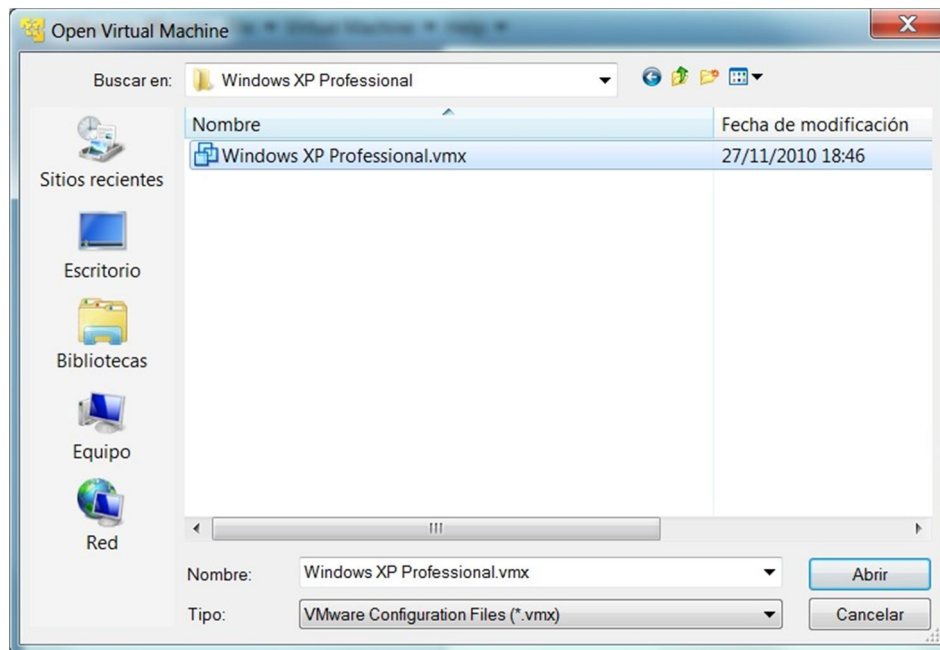 Open Virtual Machine
Buscar en: Windows XP Professional
Nombre Fecha de modificación
Windows XP Professional.vmx 27/11/2010 18:46
Sitios recientes
Escritorio
Bibliotecas
Equipo
Red
Nombre: Windows XP Professional.vmx Abrir
Tipo: VMware Configuration Files (*.vmx) Cancelar